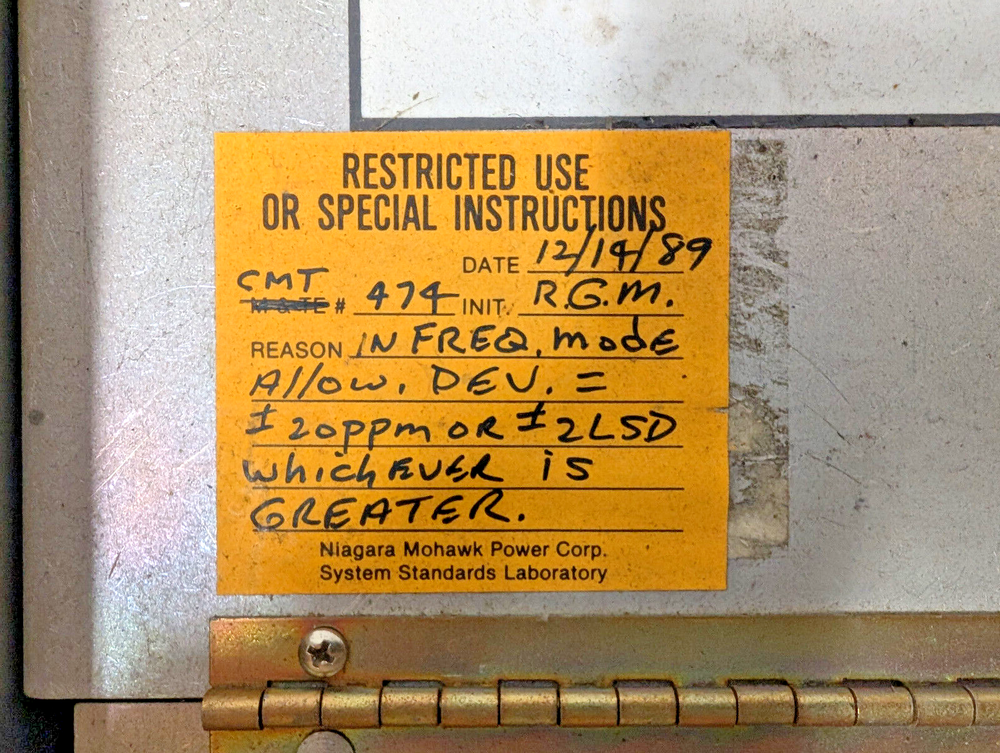 RESTRICTED USE
OR SPECIAL INSTRUCTIONS
DATE 12/14/89
CMT
M & TE # 474 INIT. R.G.M.
REASON IN FREQ. modE
Allow. DEV. =
± 20ppm OR ± 2LSD
whichEVER is
GREATER.
Niagara Mohawk Power Corp.
System Standards Laboratory